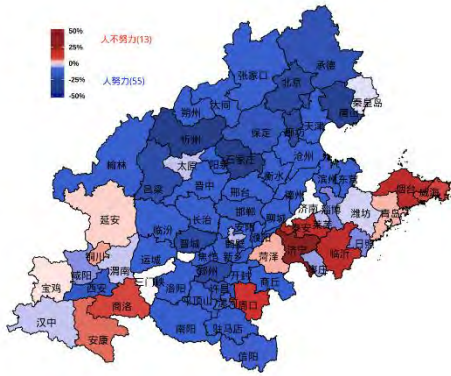 50%
25%
0%
-25%
-50%
人不努力(13)
人努力(55)
承德
张家口
北京
秦皇岛
唐山
大同
朔州
天津
廊坊
保定
忻州
石家庄
沧州
太原
阳泉
榆林
衡水
滨州
东营
吕梁
晋中
邢台
德州
烟台
威海
济南
淄博
潍坊
青岛
延安
临汾
长治
邯郸
聊城
泰安
莱芜
安阳
鹤壁
濮阳
日照
铜川
运城
晋城
焦作
新乡
菏泽
济宁
临沂
枣庄
咸阳
渭南
三门峡
郑州
开封
宝鸡
西安
洛阳
许昌
商丘
汉中
商洛
平顶山
漯河
周口
安康
南阳
驻马店
信阳